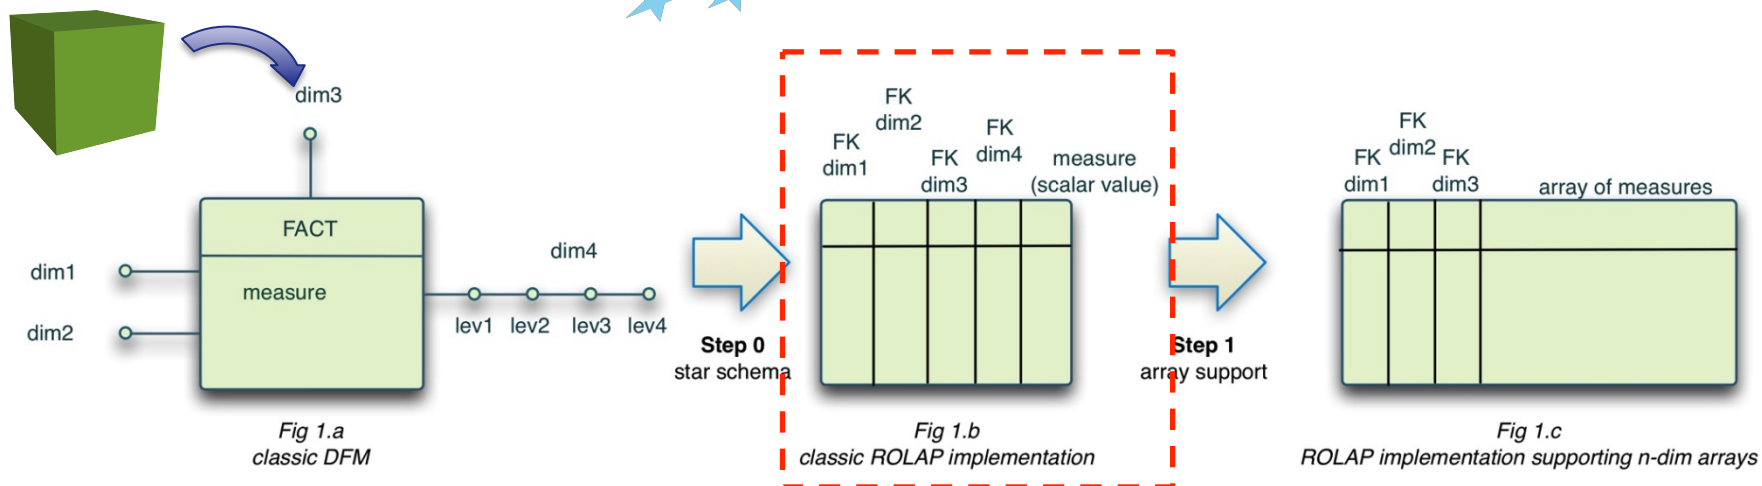 dim3
FACT
measure
dim1
dim2
dim4
lev1 lev2 lev3 lev4
Fig 1.a
classic DFM
Step 0
star schema
FK
dim1
FK
dim2
FK
dim3
FK
dim4
measure
(scalar value)
Fig 1.b
classic ROLAP implementation
Step 1
array support
FK
dim1
FK
dim2
FK
dim3
array of measures
Fig 1.c
ROLAP implementation supporting n-dim arrays